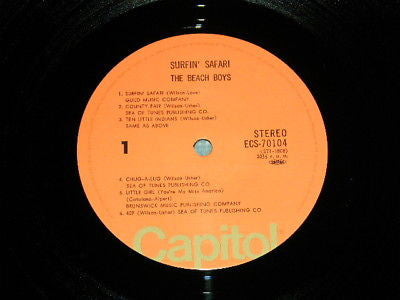 SURFIN' SAFARI
THE BEACH BOYS
1. SURFIN' SAFARI (Wilson-Love)
GUILD MUSIC COMPANY
2. COUNTY FAIR (Wilson-Usher)
SEA OF TUNES PUBLISHING CO.
3. TEN LITTLE INDIANS (Wilson-Usher)
SAME AS ABOVE
1
STEREO
ECS-70104
33⅓ r.p.m.
4. CHUG-A-LUG (Wilson-Usher)
SEA OF TUNES PUBLISHING CO.
5. LITTLE GIRL (You're My Miss America)
(Catalano-Alpert)
BRUNSWICK MUSIC PUBLISHING COMPANY
6. 409 (Wilson-Usher) SEA OF TUNES PUBLISHING CO.
Capitol